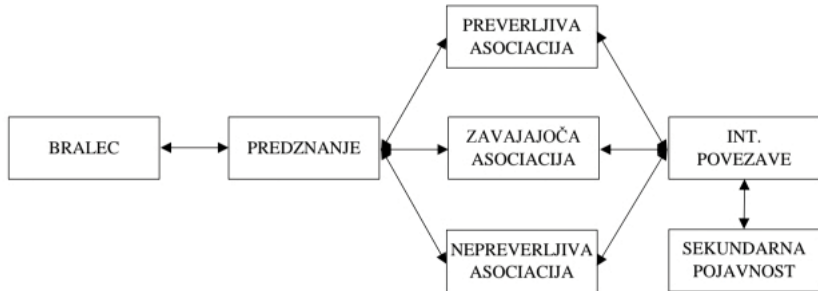 PREVERLJIVA
ASOCIACIJA
BRALEC
PREDZNANJE
ZAVAJAJOČA
ASOCIACIJA
INT.
POVEZAVE
NEPREVERLJIVA
ASOCIACIJA
SEKUNDARNA
POJAVNOST